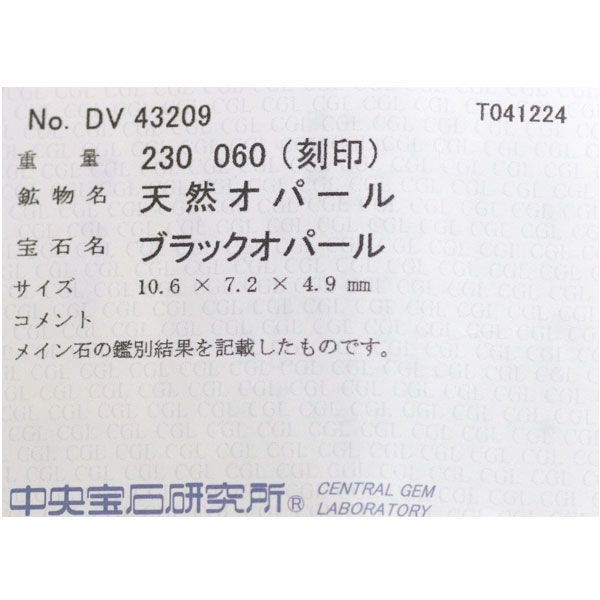 No. DV 43209 T041224
重量 230 060 (刻印)
鉱物名 天然オパール
宝石名 ブラックオパール
サイズ 10.6 × 7.2 × 4.9 mm
コメント
メイン石の鑑別結果を記載したものです。
中央宝石研究所® CENTRAL GEM
LABORATORY